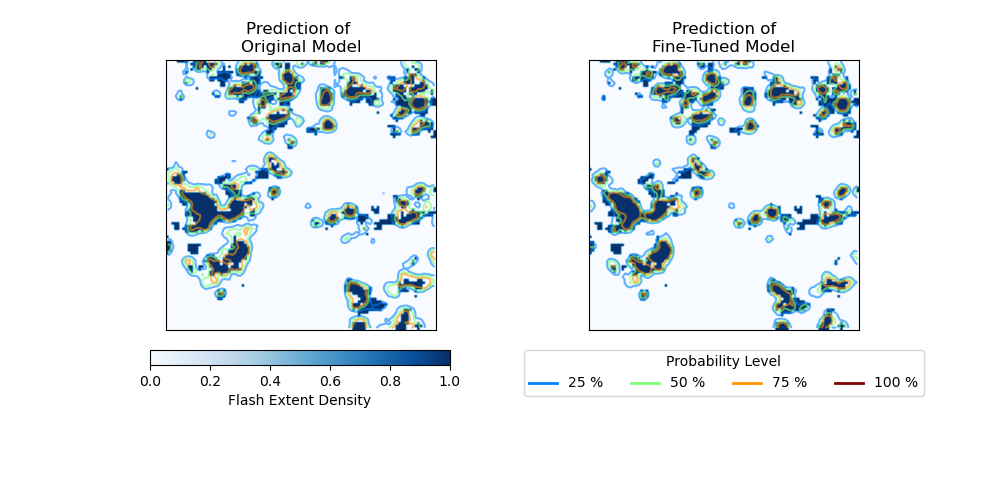 Prediction of
Original Model
Prediction of
Fine-Tuned Model
0.0 0.2 0.4 0.6 0.8 1.0
Flash Extent Density
Probability Level
25 % 50 % 75 % 100 %